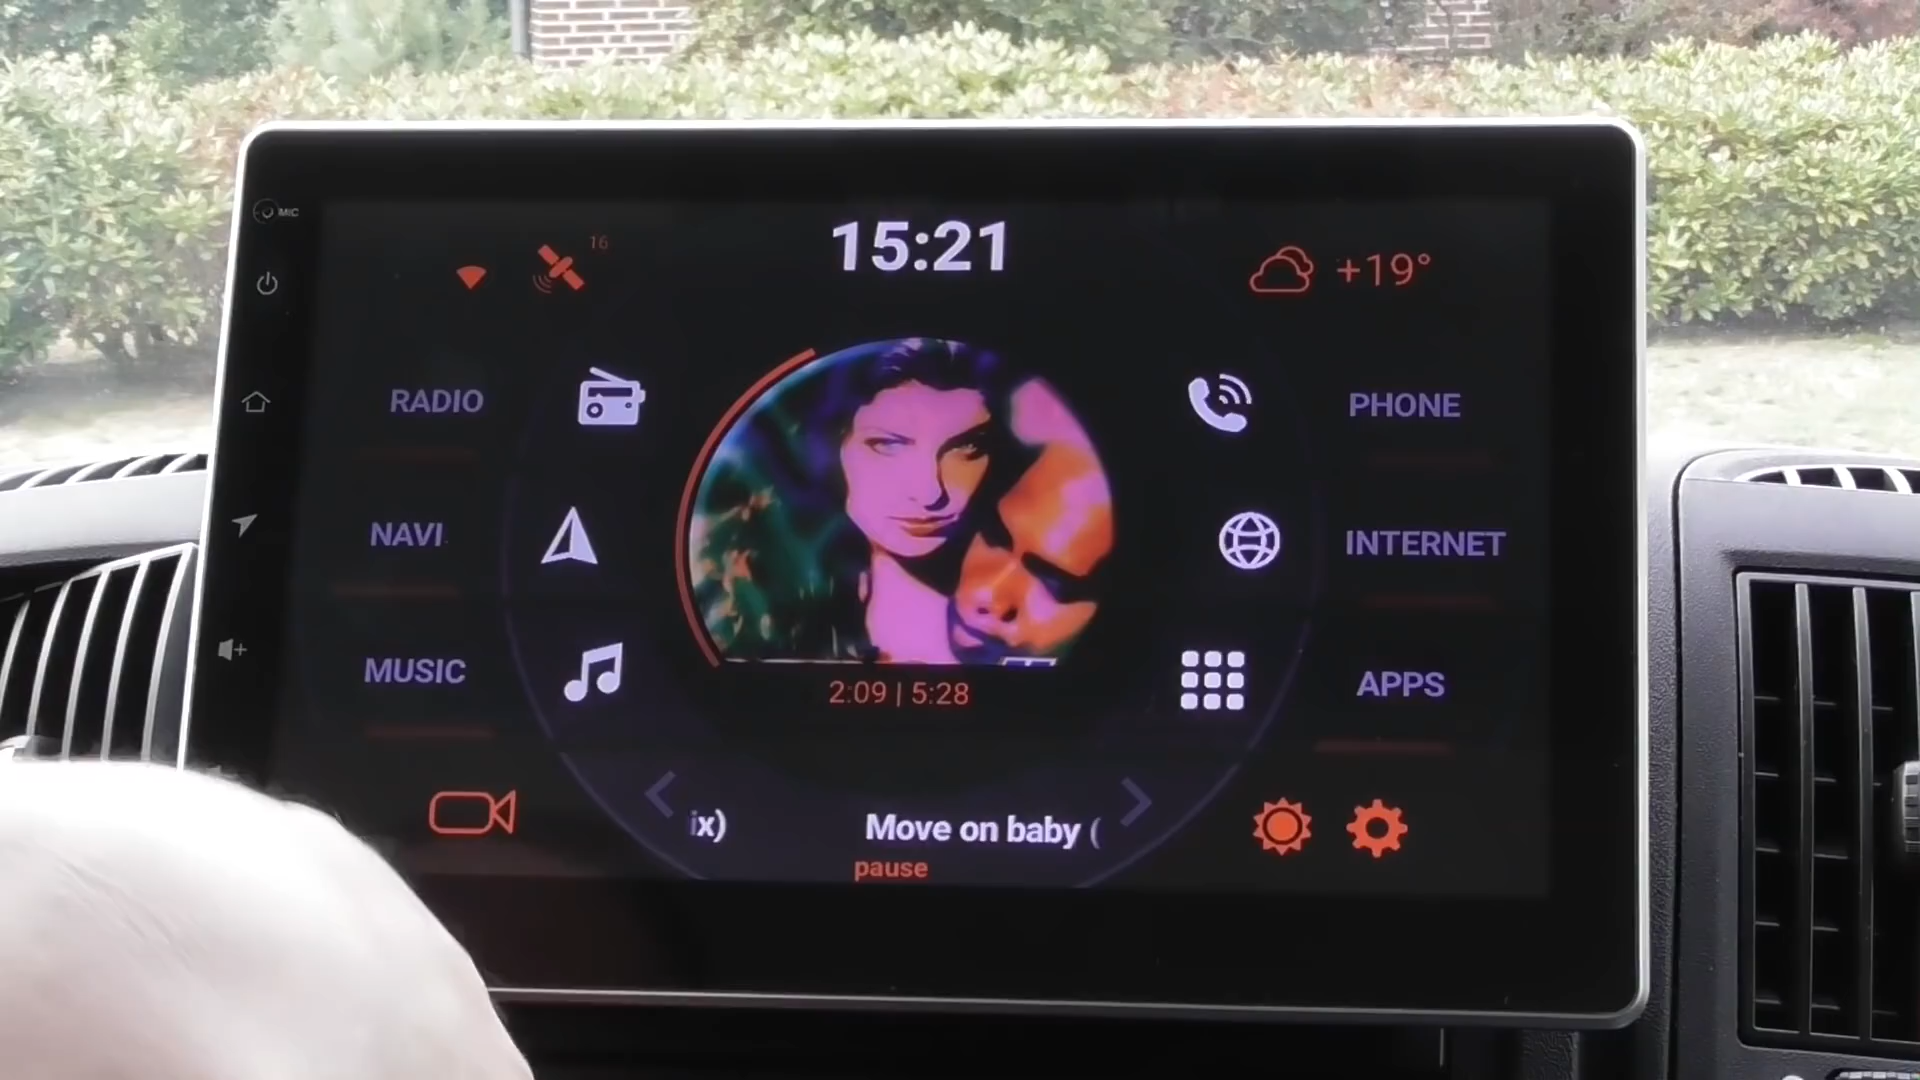 MIC
16
15:21
+19°
RADIO
PHONE
NAVI
INTERNET
MUSIC
APPS
2:09 | 5:28
ix) Move on baby (
pause